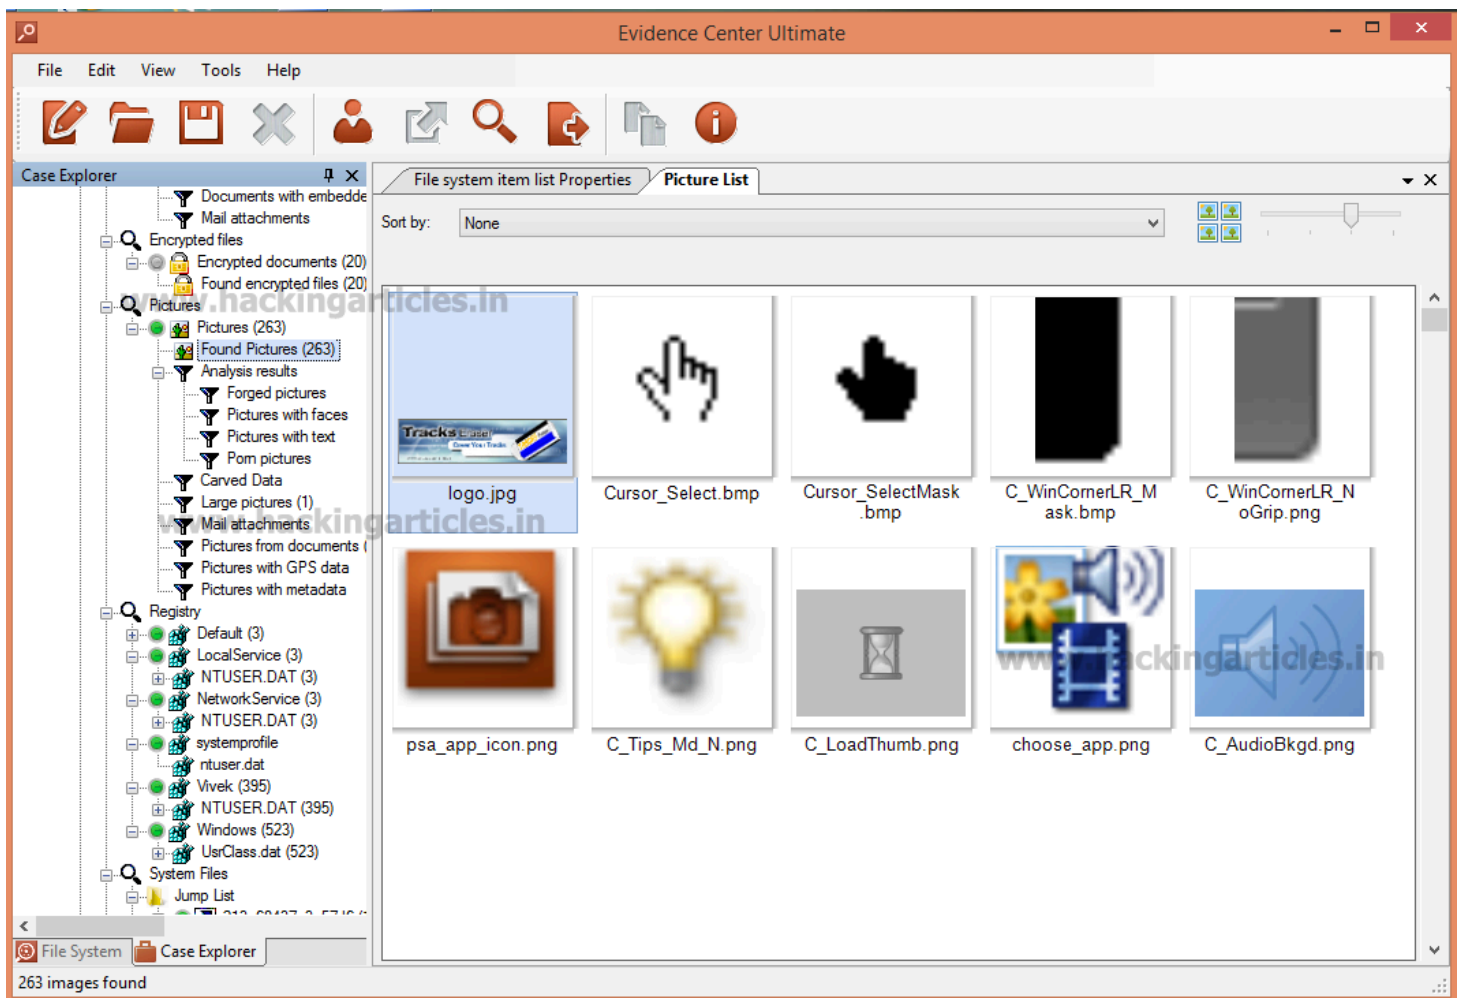 Evidence Center Ultimate
File Edit View Tools Help
Case Explorer
Documents with embedde
Mail attachments
Encrypted files
Encrypted documents (20)
Found encrypted files (20)
Pictures
Pictures (263)
Found Pictures (263)
Analysis results
Forged pictures
Pictures with faces
Pictures with text
Porn pictures
Carved Data
Large pictures (1)
Mail attachments
Pictures from documents (
Pictures with GPS data
Pictures with metadata
Registry
Default (3)
LocalService (3)
NTUSER.DAT (3)
NetworkService (3)
NTUSER.DAT (3)
systemprofile
ntuser.dat
Vivek (395)
NTUSER.DAT (395)
Windows (523)
UsrClass.dat (523)
System Files
Jump List
File System Case Explorer
263 images found
File system item list Properties Picture List
Sort by: None
www.hackingarticles.in
Tracks Eraser
Cover Your Tracks
logo.jpg
Cursor_Select.bmp
Cursor_SelectMask
.bmp
C_WinCornerLR_M
ask.bmp
C_WinCornerLR_N
oGrip.png
www.hackingarticles.in
www.hackingarticles.in
psa_app_icon.png
C_Tips_Md_N.png
C_LoadThumb.png
choose_app.png
C_AudioBkgd.png